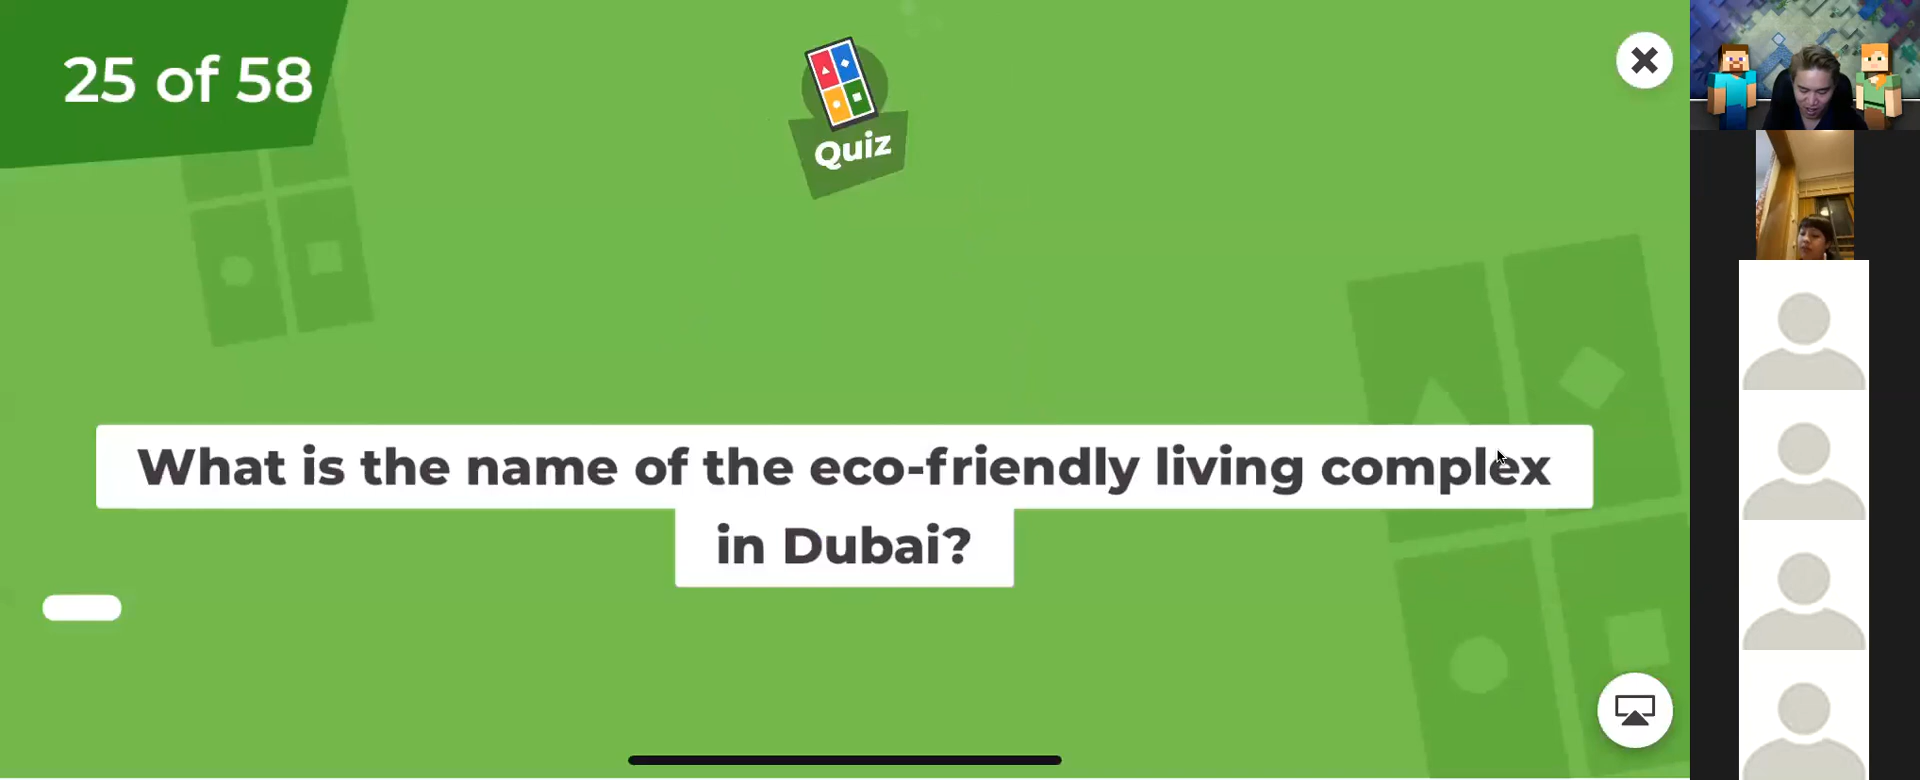 25 of 58
Quiz
What is the name of the eco-friendly living complex
in Dubai?